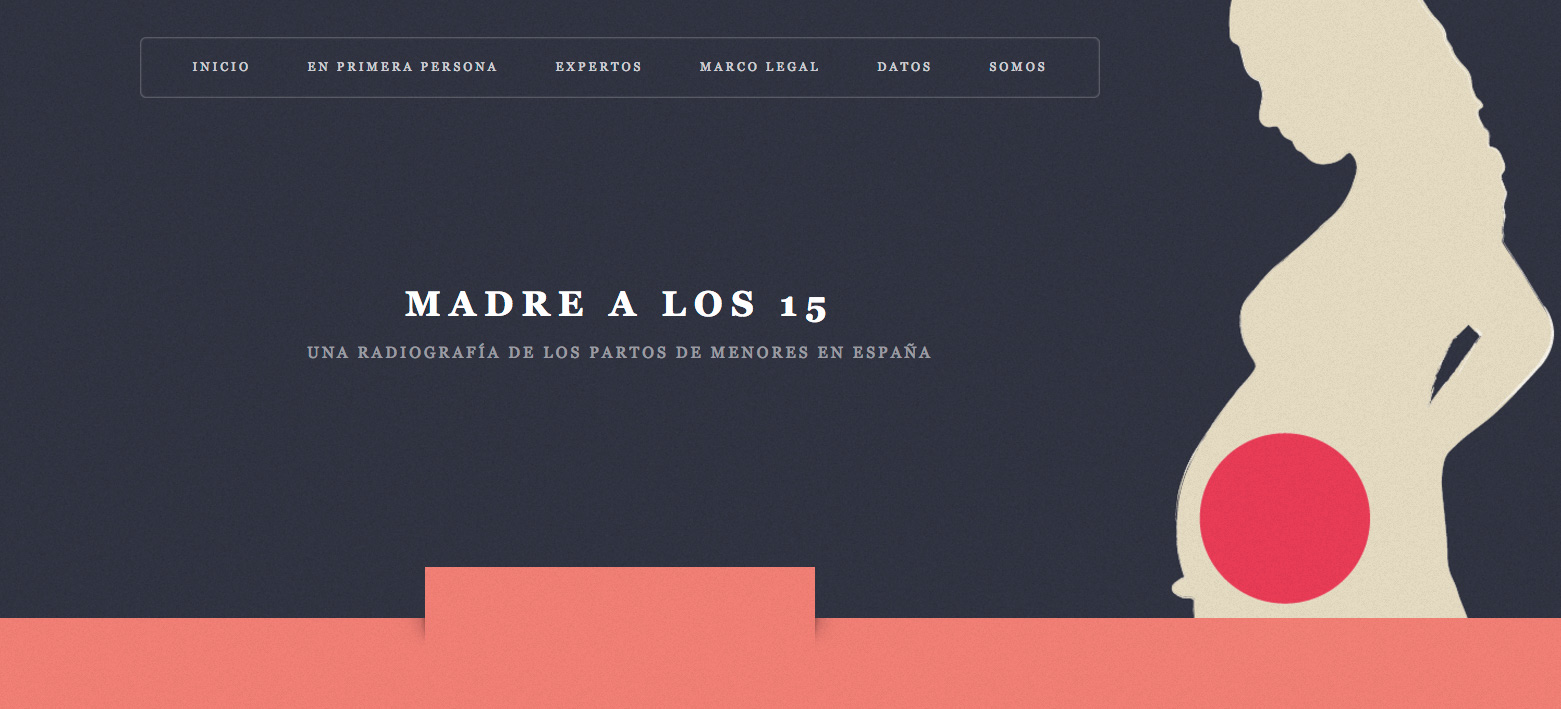 INICIO EN PRIMERA PERSONA EXPERTOS MARCO LEGAL DATOS SOMOS
MADRE A LOS 15
UNA RADIOGRAFÍA DE LOS PARTOS DE MENORES EN ESPAÑA